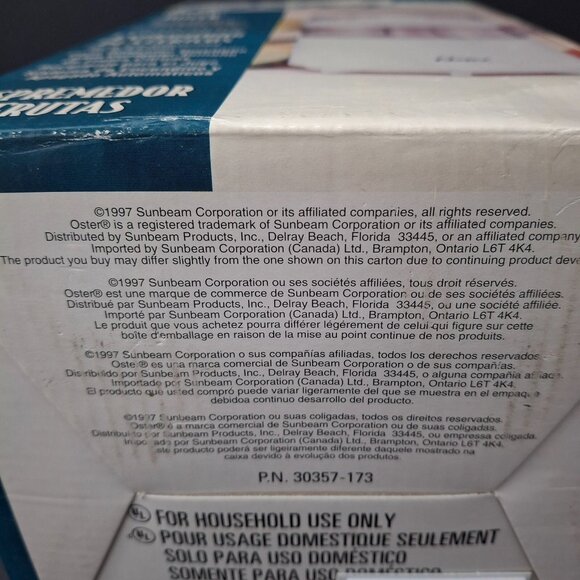 SPREMEDOR
FRUTAS
©1997 Sunbeam Corporation or its affiliated companies, all rights reserved.
Oster® is a registered trademark of Sunbeam Corporation or its affiliated companies.
Distributed by Sunbeam Products, Inc., Delray Beach, Florida 33445, or an affiliated company
Imported by Sunbeam Corporation (Canada) Ltd., Brampton, Ontario L6T 4K4.
The product you buy may differ slightly from the one shown on this carton due to continuing product deve
©1997 Sunbeam Corporation ou ses sociétés affiliées, tous droit réservés.
Oster® est une marque de commerce de Sunbeam Corporation ou de ses sociétés affiliées.
Distribué par Sunbeam Products, Inc., Delray Beach, Florida 33445, ou une société affiliée.
Importé par Sunbeam Corporation (Canada) Ltd., Brampton, Ontario L6T 4K4.
Le produit que vous achetez pourra différer légérement de celui qui figure sur cette
boîte d'emballage en raison de la mise au point continue de nos produits.
©1997 Sunbeam Corporation o sus compañías afiliadas, todos los derechos reservados.
Oster® es una marca comercial de Sunbeam Corporation o de sus compañías afiliadas.
Distribuido por Sunbeam Products, Inc., Delray Beach, Florida 33445, o alguna compañía afiliada.
Importado por Sunbeam Corporation (Canada) Ltd., Brampton, Ontario L6T 4K4.
El producto que usted compró puede variar ligeramente del que se muestra en el empaque
debidoa continuo desarrollo del producto.
©1997 Sunbeam Corporation ou suas coligadas, todos os direitos reservados.
Oster® é a marca comercial de Sunbeam Corporation ou de suas coligadas.
Distribuido por Sunbeam Products, Inc., Delray Beach, Florida 33445, ou empressa coligada.
Importado por Sunbeam Corporation (Canada) Ltd., Brampton, Ontario L6T 4K4.
este producto poderá ser ligeiramente diferente daquele mostrado na
caixa devido à evolução dos produtos.
P.N. 30357-173
UL FOR HOUSEHOLD USE ONLY
UL POUR USAGE DOMESTIQUE SEULEMENT
SOLO PARA USO DOMÉSTICO
SOMENTE PARA USO